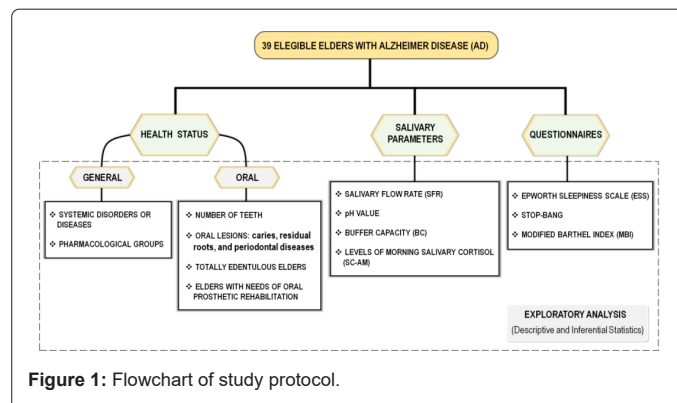 39 ELEGIBLE ELDERS WITH ALZHEIMER DISEASE (AD)
HEALTH STATUS
SALIVARY
PARAMETERS
QUESTIONNAIRES
GENERAL
ORAL
❖ SYSTEMIC DISORDERS OR
DISEASES
❖ PHARMACOLOGICAL GROUPS
❖ NUMBER OF TEETH
❖ ORAL LESIONS: caries, residual
roots, and periodontal diseases
❖ TOTALLY EDENTULOUS ELDERS
❖ ELDERS WITH NEEDS OF ORAL
PROSTHETIC REHABILITATION
❖ SALIVARY FLOW RATE (SFR)
❖ pH VALUE
❖ BUFFER CAPACITY (BC)
❖ LEVELS OF MORNING SALIVARY CORTISOL
(SC-AM)
❖ EPWORTH SLEEPINESS SCALE (ESS)
❖ STOP-BANG
❖ MODIFIED BARTHEL INDEX (MBI)
EXPLORATORY ANALYSIS
(Descriptive and Inferential Statistics)
Figure 1: Flowchart of study protocol.